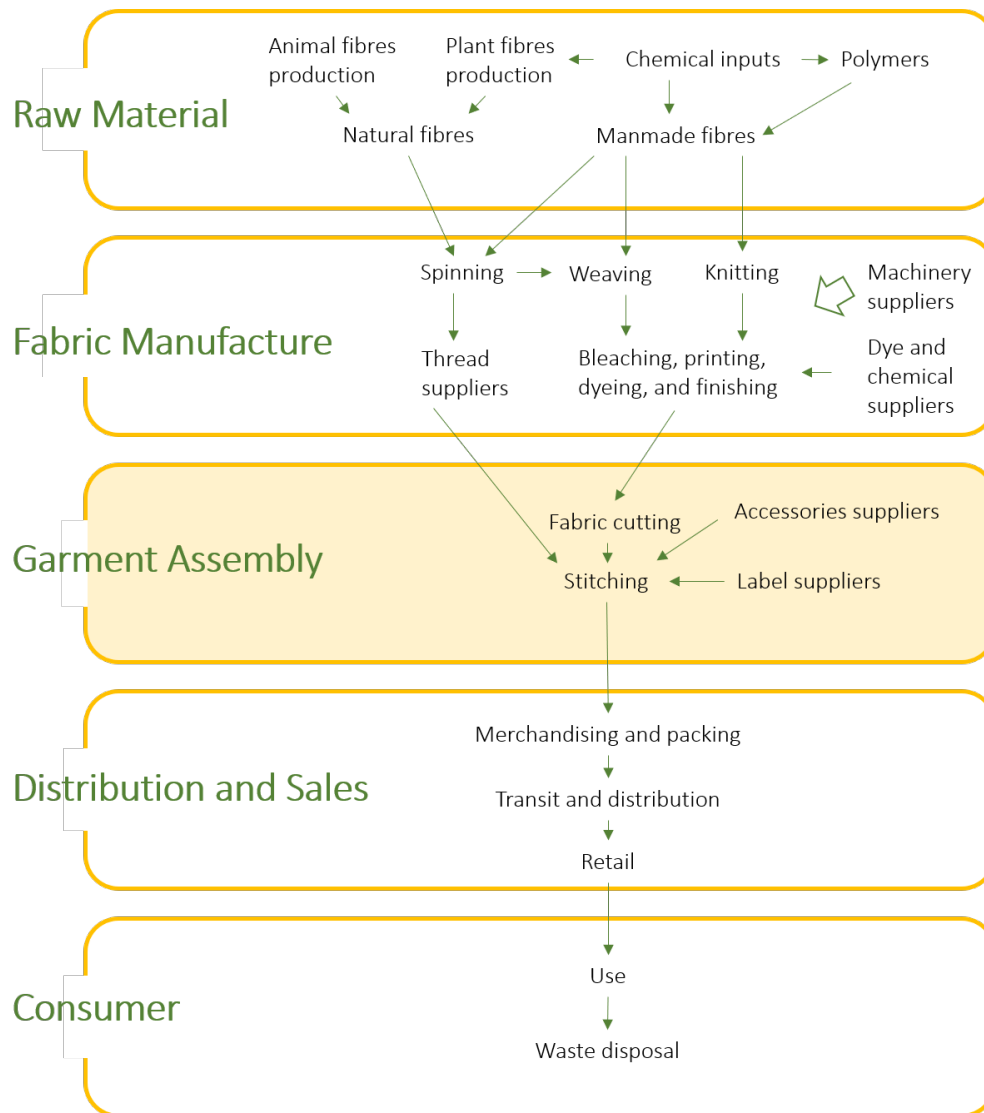 Animal fibres
production
Plant fibres
production
Chemical inputs
Polymers
Raw Material
Natural fibres
Manmade fibres
Spinning
Weaving
Knitting
Machinery
suppliers
Fabric Manufacture
Thread
suppliers
Bleaching, printing,
dyeing, and finishing
Dye and
chemical
suppliers
Garment Assembly
Fabric cutting
Accessories suppliers
Stitching
Label suppliers
Distribution and Sales
Merchandising and packing
Transit and distribution
Retail
Consumer
Use
Waste disposal